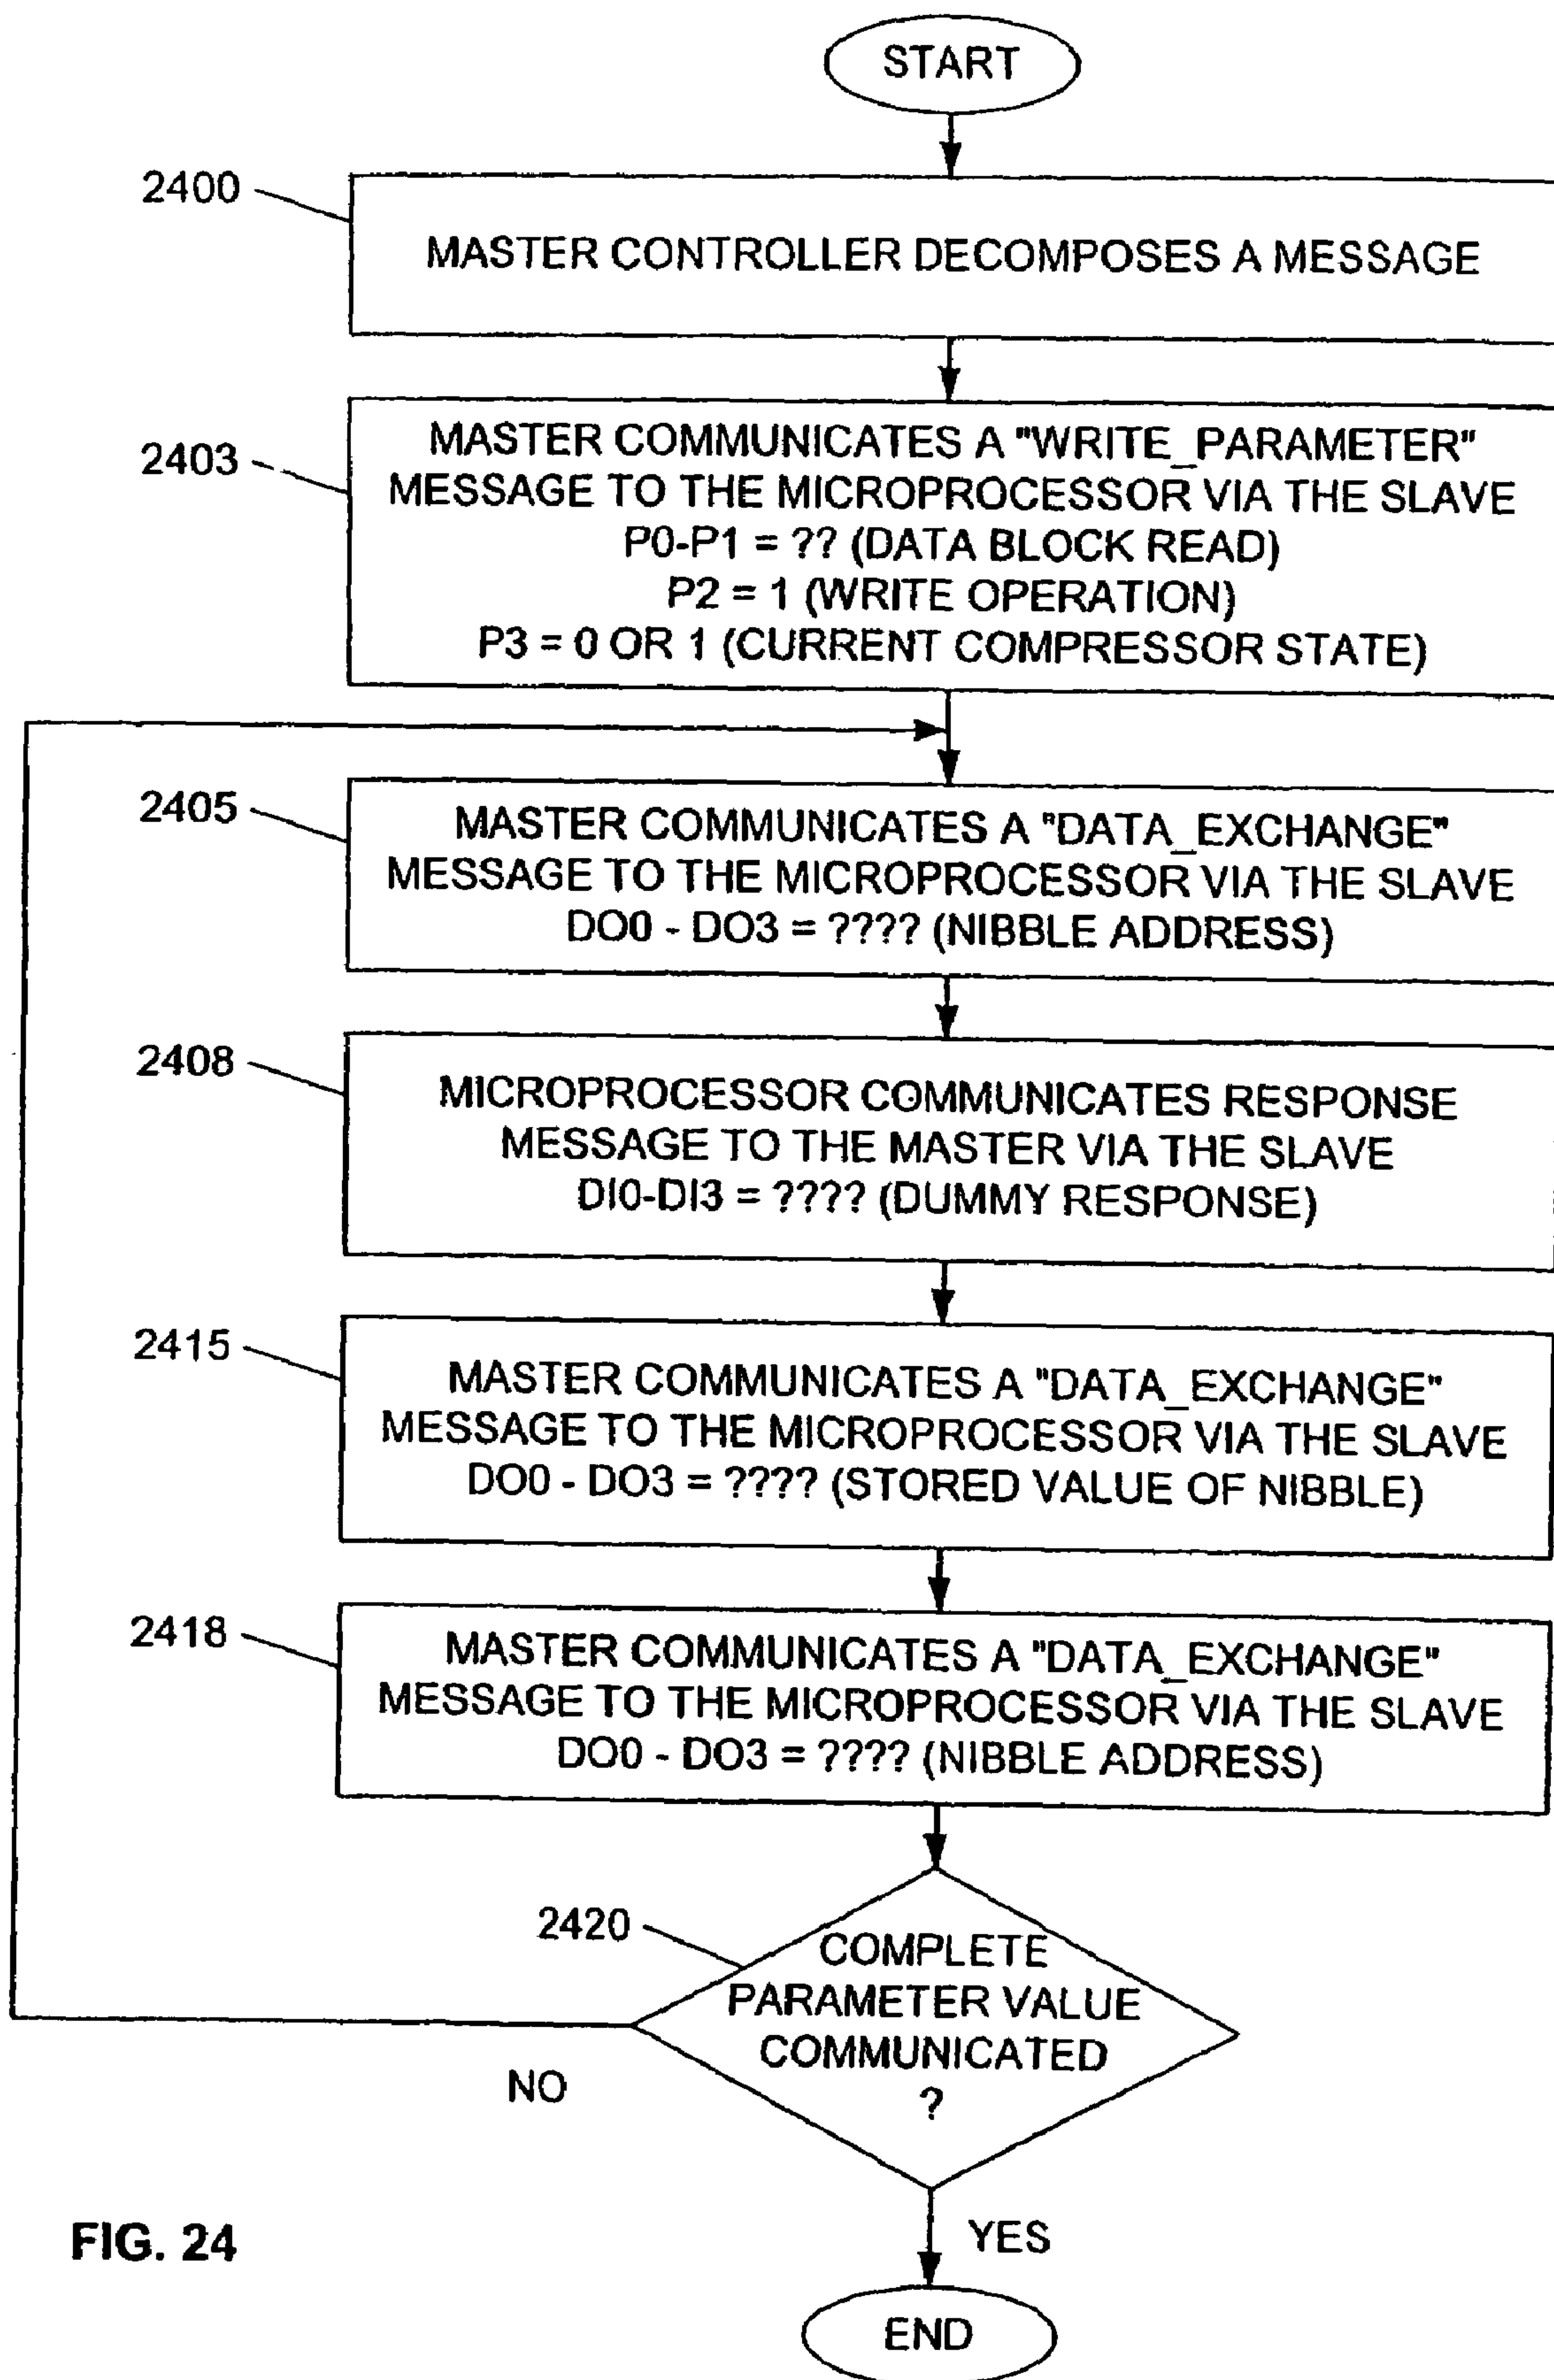 START
2400
MASTER CONTROLLER DECOMPOSES A MESSAGE
2403
MASTER COMMUNICATES A "WRITE_PARAMETER"
MESSAGE TO THE MICROPROCESSOR VIA THE SLAVE
P0-P1 = ?? (DATA BLOCK READ)
P2 = 1 (WRITE OPERATION)
P3 = 0 OR 1 (CURRENT COMPRESSOR STATE)
2405
MASTER COMMUNICATES A "DATA_EXCHANGE"
MESSAGE TO THE MICROPROCESSOR VIA THE SLAVE
DO0 - DO3 = ???? (NIBBLE ADDRESS)
2408
MICROPROCESSOR COMMUNICATES RESPONSE
MESSAGE TO THE MASTER VIA THE SLAVE
DI0-DI3 = ???? (DUMMY RESPONSE)
2415
MASTER COMMUNICATES A "DATA_EXCHANGE"
MESSAGE TO THE MICROPROCESSOR VIA THE SLAVE
DO0 - DO3 = ???? (STORED VALUE OF NIBBLE)
2418
MASTER COMMUNICATES A "DATA_EXCHANGE"
MESSAGE TO THE MICROPROCESSOR VIA THE SLAVE
DO0 - DO3 = ???? (NIBBLE ADDRESS)
2420
COMPLETE
PARAMETER VALUE
COMMUNICATED
?
NO
YES
FIG. 24
END